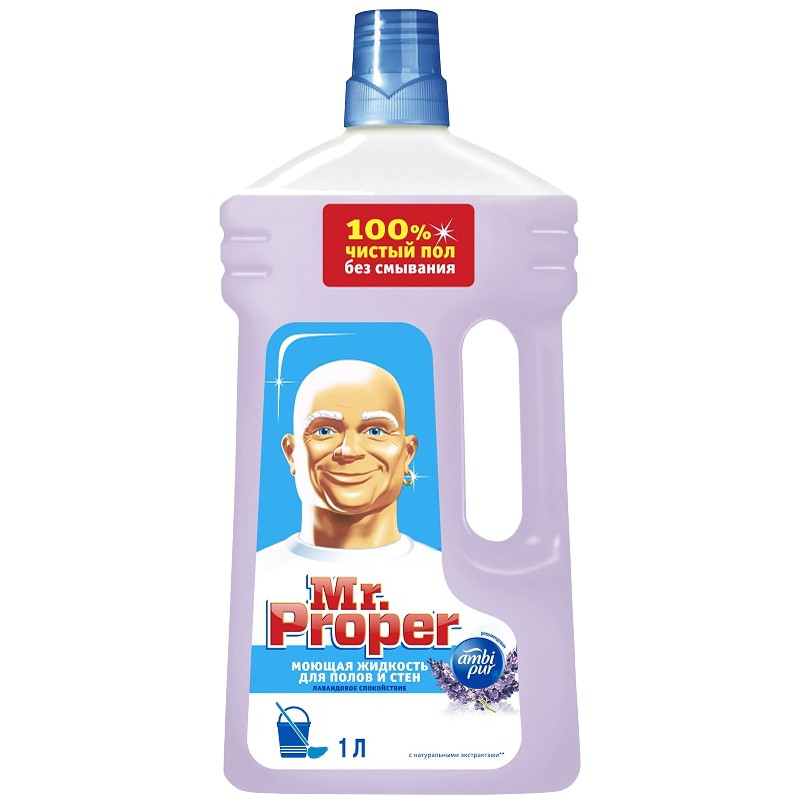 100%
чистый пол
без смывания
Mr.
Proper
МОЮЩАЯ ЖИДКОСТЬ
ДЛЯ ПОЛОВ И СТЕН
ЛАВАНДОВОЕ СПОКОЙСТВИЕ
рекомендует
ambi
pur
1 Л
с натуральными экстрактами**